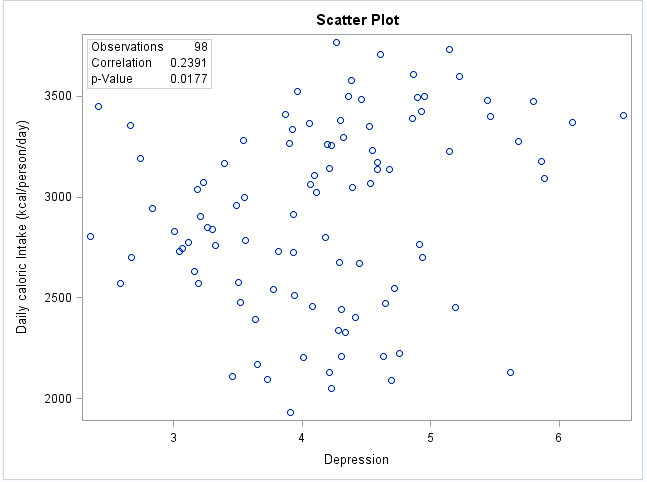 Scatter Plot
Observations 98
Correlation 0.2391
p-Value 0.0177
Daily caloric Intake (kcal/person/day)
3500
3000
2500
2000
3 4 5 6
Depression